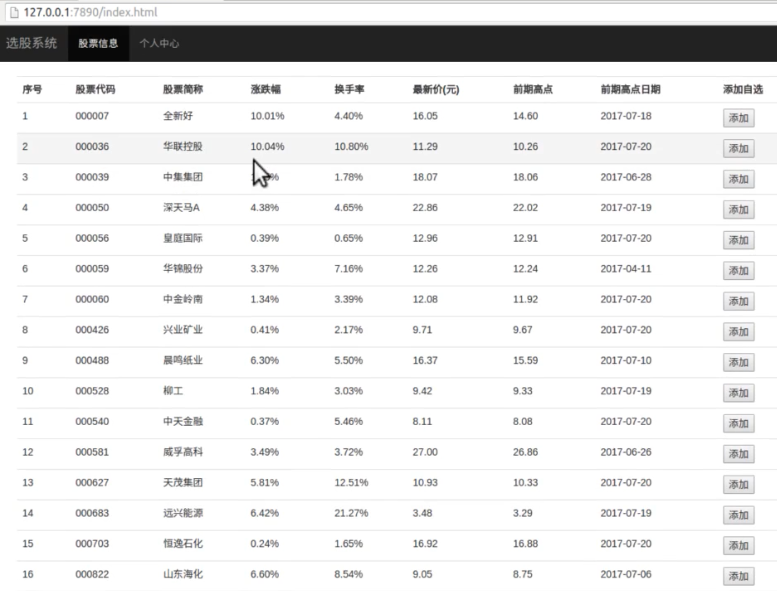 127.0.0.1:7890/index.html
选股系统 股票信息 个人中心
序号 股票代码 股票简称 涨跌幅 换手率 最新价(元) 前期高点 前期高点日期 添加自选
1 000007 全新好 10.01% 4.40% 16.05 14.60 2017-07-18 添加
2 000036 华联控股 10.04% 10.80% 11.29 10.26 2017-07-20 添加
3 000039 中集集团 1.78% 18.07 18.06 2017-06-28 添加
4 000050 深天马A 4.38% 4.65% 22.86 22.02 2017-07-19 添加
5 000056 皇庭国际 0.39% 0.65% 12.96 12.91 2017-07-20 添加
6 000059 华锦股份 3.37% 7.16% 12.26 12.24 2017-04-11 添加
7 000060 中金岭南 1.34% 3.39% 12.08 11.92 2017-07-20 添加
8 000426 兴业矿业 0.41% 2.17% 9.71 9.67 2017-07-20 添加
9 000488 晨鸣纸业 6.30% 5.50% 16.37 15.59 2017-07-10 添加
10 000528 柳工 1.84% 3.03% 9.42 9.33 2017-07-19 添加
11 000540 中天金融 0.37% 5.46% 8.11 8.08 2017-07-20 添加
12 000581 威孚高科 3.49% 3.72% 27.00 26.86 2017-06-26 添加
13 000627 天茂集团 5.81% 12.51% 10.93 10.33 2017-07-20 添加
14 000683 远兴能源 6.42% 21.27% 3.48 3.29 2017-07-19 添加
15 000703 恒逸石化 0.24% 1.65% 16.92 16.88 2017-07-20 添加
16 000822 山东海化 6.60% 8.54% 9.05 8.75 2017-07-06 添加